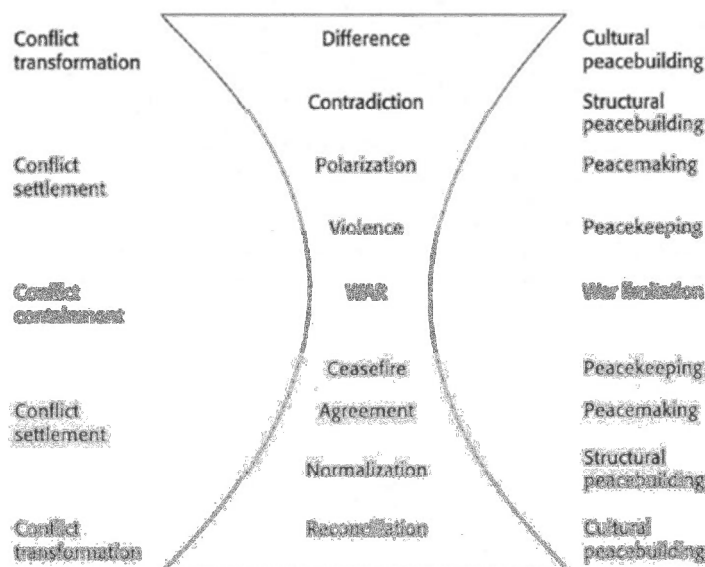 Conflict
transformation
Difference
Cultural
peacebuilding
Contradiction
Structural
peacebuilding
Conflict
settlement
Polarization
Peacemaking
Violence
Peacekeeping
Conflict
containment
WAR
War limitation
Ceasefire
Peacekeeping
Conflict
settlement
Agreement
Peacemaking
Normalization
Structural
peacebuilding
Conflict
transformation
Reconciliation
Cultural
peacebuilding